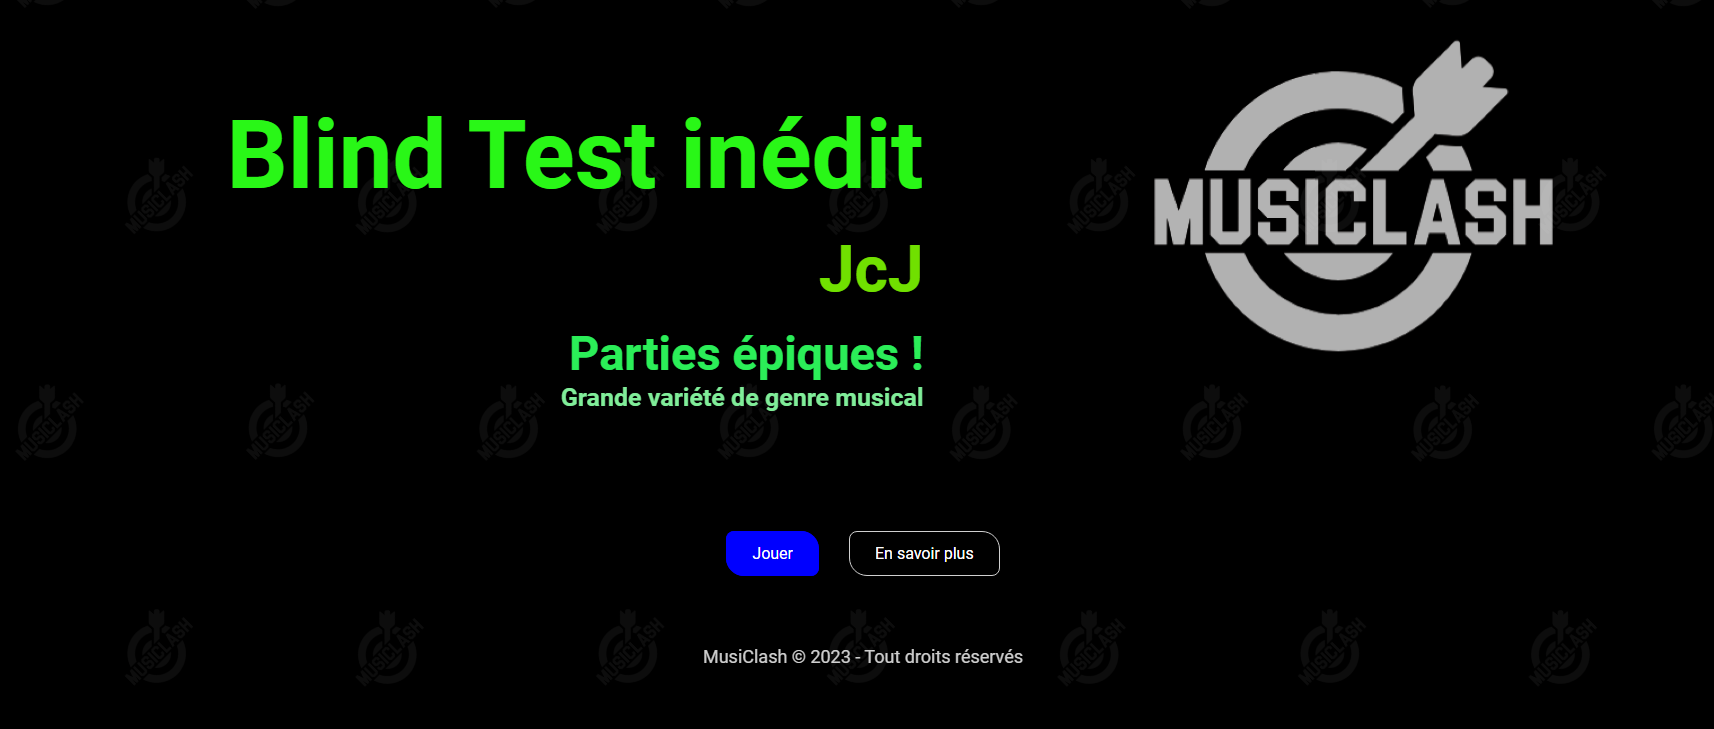 Blind Test inédit
MUSICLASH
JcJ
Parties épiques !
Grande variété de genre musical
Jouer
En savoir plus
MusiClash © 2023 - Tout droits réservés